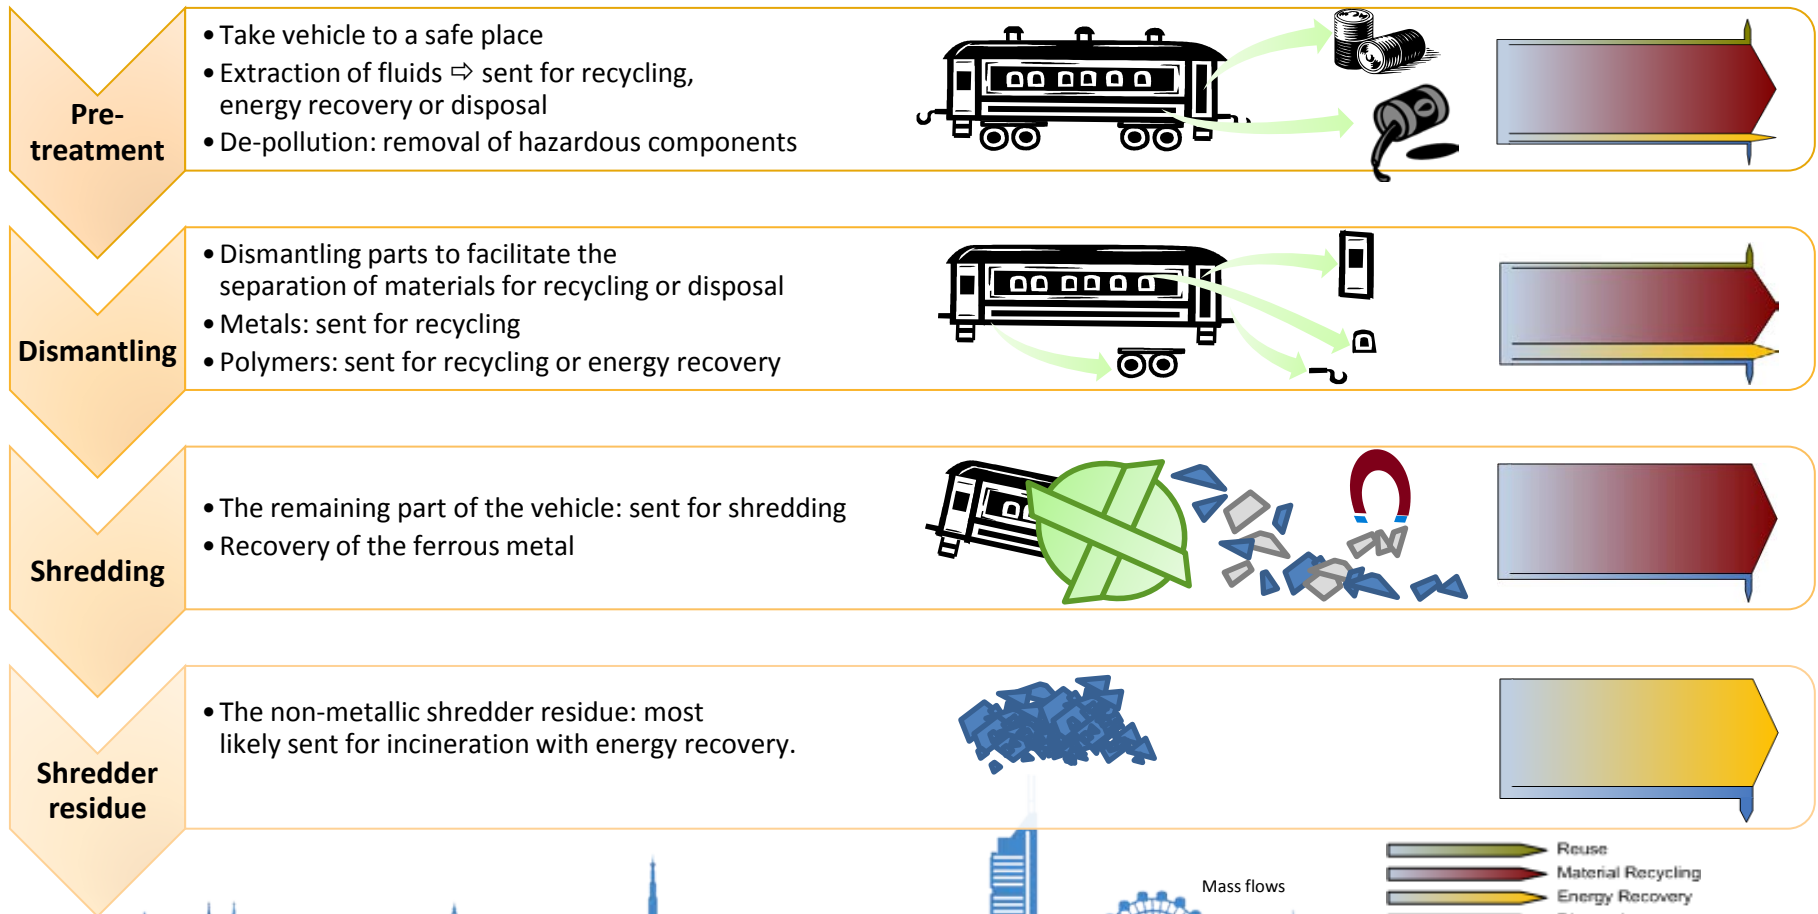 Pre-
treatment
• Take vehicle to a safe place
• Extraction of fluids ⇨ sent for recycling,
energy recovery or disposal
• De-pollution: removal of hazardous components
Dismantling
• Dismantling parts to facilitate the
separation of materials for recycling or disposal
• Metals: sent for recycling
• Polymers: sent for recycling or energy recovery
Shredding
• The remaining part of the vehicle: sent for shredding
• Recovery of the ferrous metal
Shredder
residue
• The non-metallic shredder residue: most
likely sent for incineration with energy recovery.
Mass flows
Reuse
Material Recycling
Energy Recovery